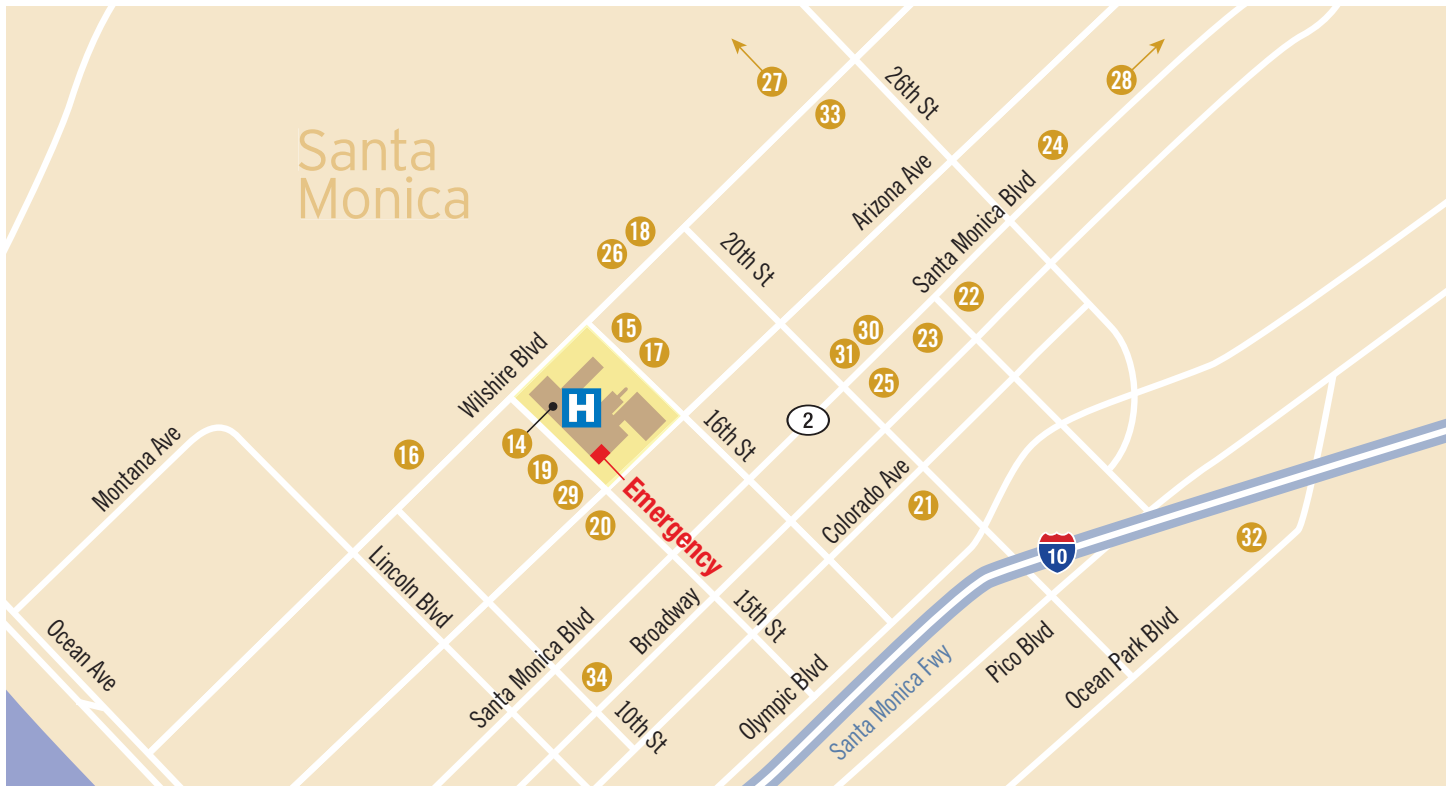 27
28
33
26th St
24
Santa
Monica
Arizona Ave
Santa Monica Blvd
18
26
20th St
22
15
30
23
17
31
25
Wilshire Blvd
H
2
16th St
14
16
19
29
20
Emergency
Montana Ave
Colorado Ave
21
32
10
Lincoln Blvd
15th St
Broadway
Santa Monica Blvd
34
Ocean Ave
10th St
Olympic Blvd
Santa Monica Fwy
Pico Blvd
Ocean Park Blvd